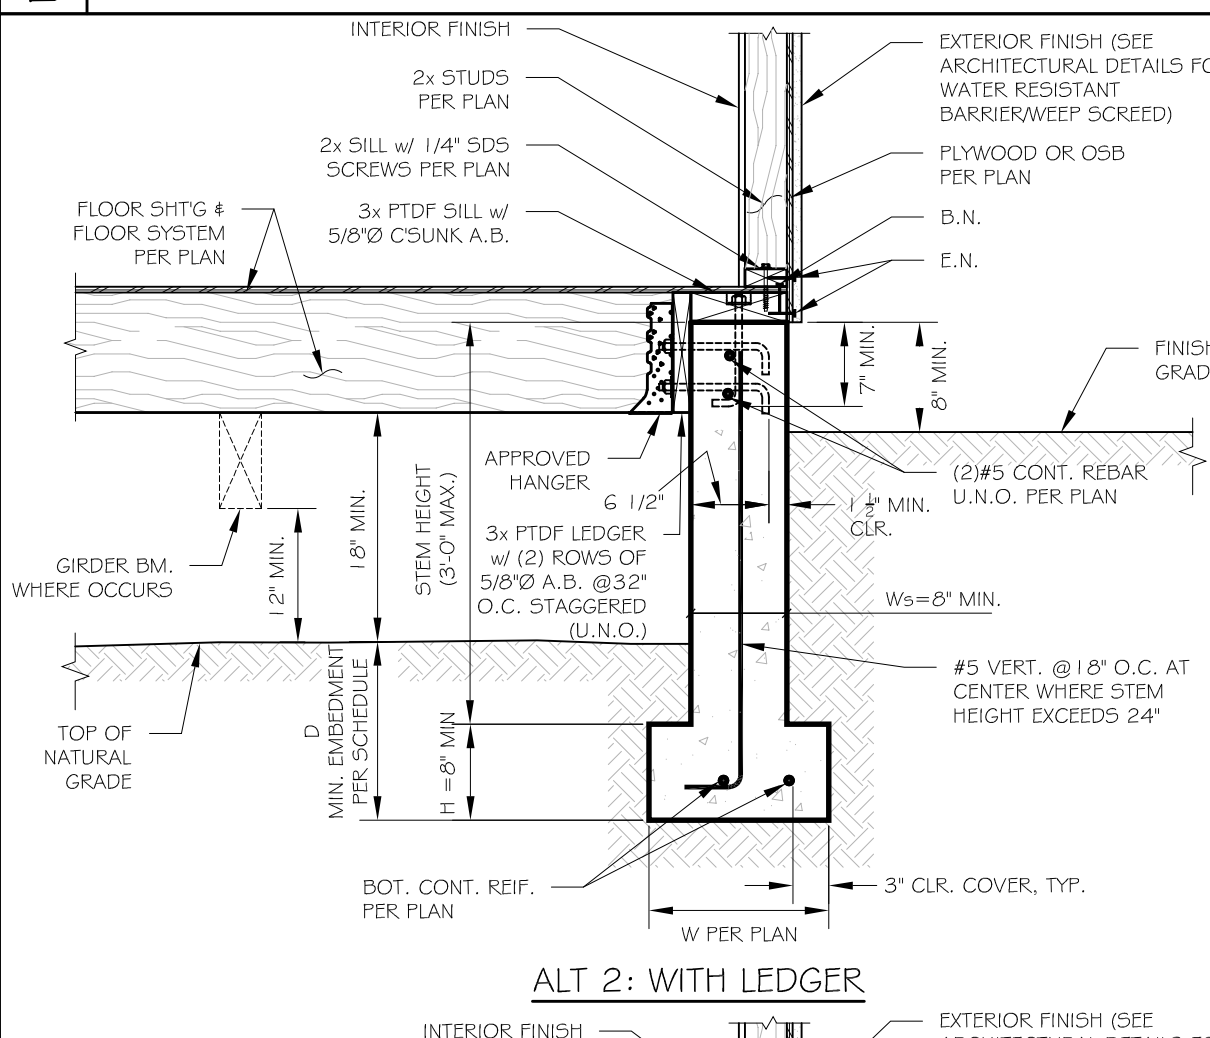 INTERIOR FINISH
2x STUDS
PER PLAN
2x SILL w/ 1/4" SDS
SCREWS PER PLAN
3x PTDF SILL w/
5/8"Ø C'SUNK A.B.
FLOOR SHT'G &
FLOOR SYSTEM
PER PLAN
EXTERIOR FINISH (SEE
ARCHITECTURAL DETAILS FO
WATER RESISTANT
BARRIER/WEEP SCREED)
PLYWOOD OR OSB
PER PLAN
B.N.
E.N.
7" MIN.
8" MIN.
FINISH
GRAD
APPROVED
HANGER
6 1/2"
3x PTDF LEDGER
w/ (2) ROWS OF
5/8"Ø A.B. @32"
O.C. STAGGERED
(U.N.O.)
(2)#5 CONT. REBAR
U.N.O. PER PLAN
1 1/2" MIN.
CLR.
STEM HEIGHT
(3'-0" MAX.)
18" MIN.
12" MIN.
GIRDER BM.
WHERE OCCURS
Ws=8" MIN.
#5 VERT. @18" O.C. AT
CENTER WHERE STEM
HEIGHT EXCEEDS 24"
TOP OF
NATURAL
GRADE
D
MIN. EMBEDMENT
PER SCHEDULE
H =8" MIN
BOT. CONT. REIF.
PER PLAN
3" CLR. COVER, TYP.
W PER PLAN
ALT 2: WITH LEDGER
INTERIOR FINISH
EXTERIOR FINISH (SEE